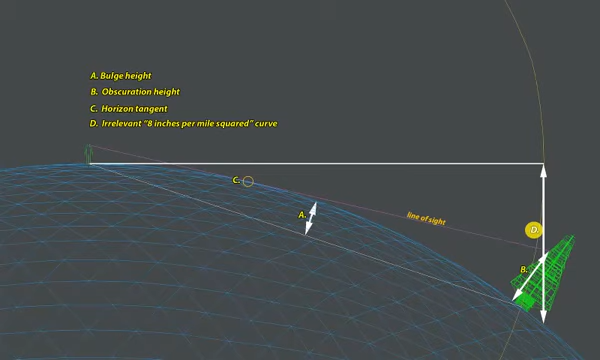 A. Bulge height
B. Obscuration height
C. Horizon tangent
D. Irrelevant "8 inches per mile squared" curve
C.
A.
line of sight
D.
B.